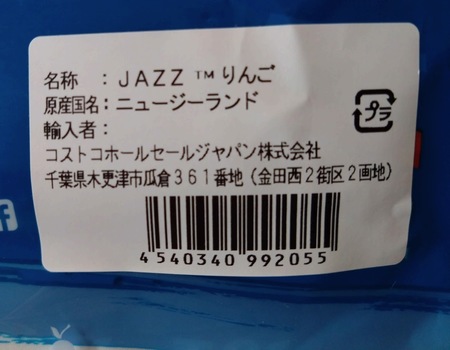 名称　：ＪＡＺＺ™りんご
原産国名：ニュージーランド
輸入者：
コストコホールセールジャパン株式会社
千葉県木更津市瓜倉３６１番地（金田西２街区２画地）
プラ
4540340 992055
f